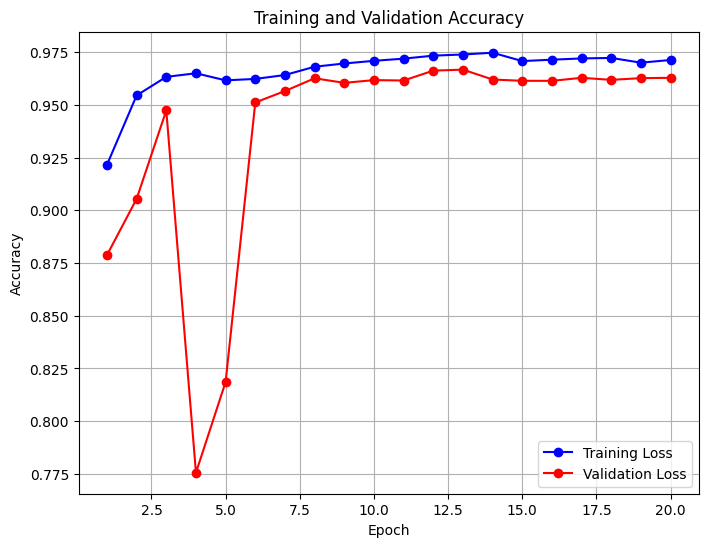 Training and Validation Accuracy
Accuracy
0.975
0.950
0.925
0.900
0.875
0.850
0.825
0.800
0.775
Training Loss
Validation Loss
2.5 5.0 7.5 10.0 12.5 15.0 17.5 20.0
Epoch